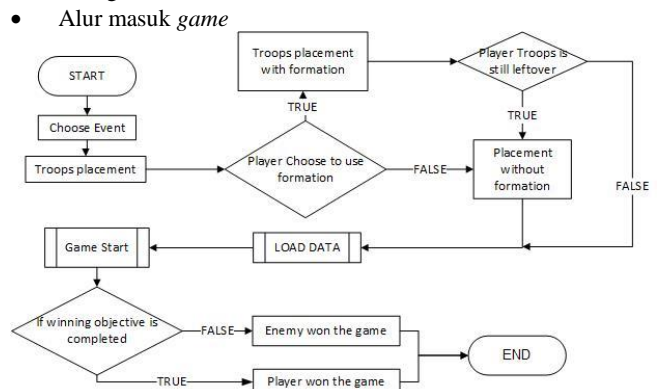 • Alur masuk game
START
Choose Event
Troops placement
Troops placement
with formation
Player Troops is
still leftover
TRUE
TRUE
Player Choose to use
formation
FALSE
Placement
without
formation
FALSE
Game Start
LOAD DATA
If winning objective is
completed
FALSE
Enemy won the game
END
TRUE
Player won the game